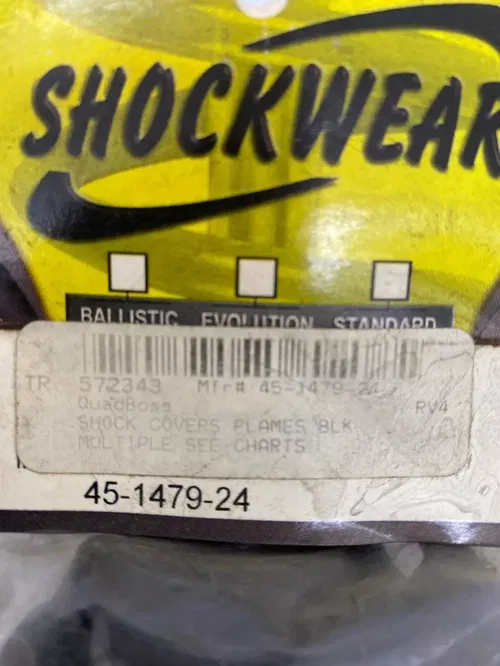 SHOCKWEAR
BALLISTIC EVOLUTION STANDARD
TR 572343 Mfr# 45-1479-24
QuadBoss RV4
SHOCK COVERS FLAMES BLK
MULTIPLE SEE CHARTS
45-1479-24